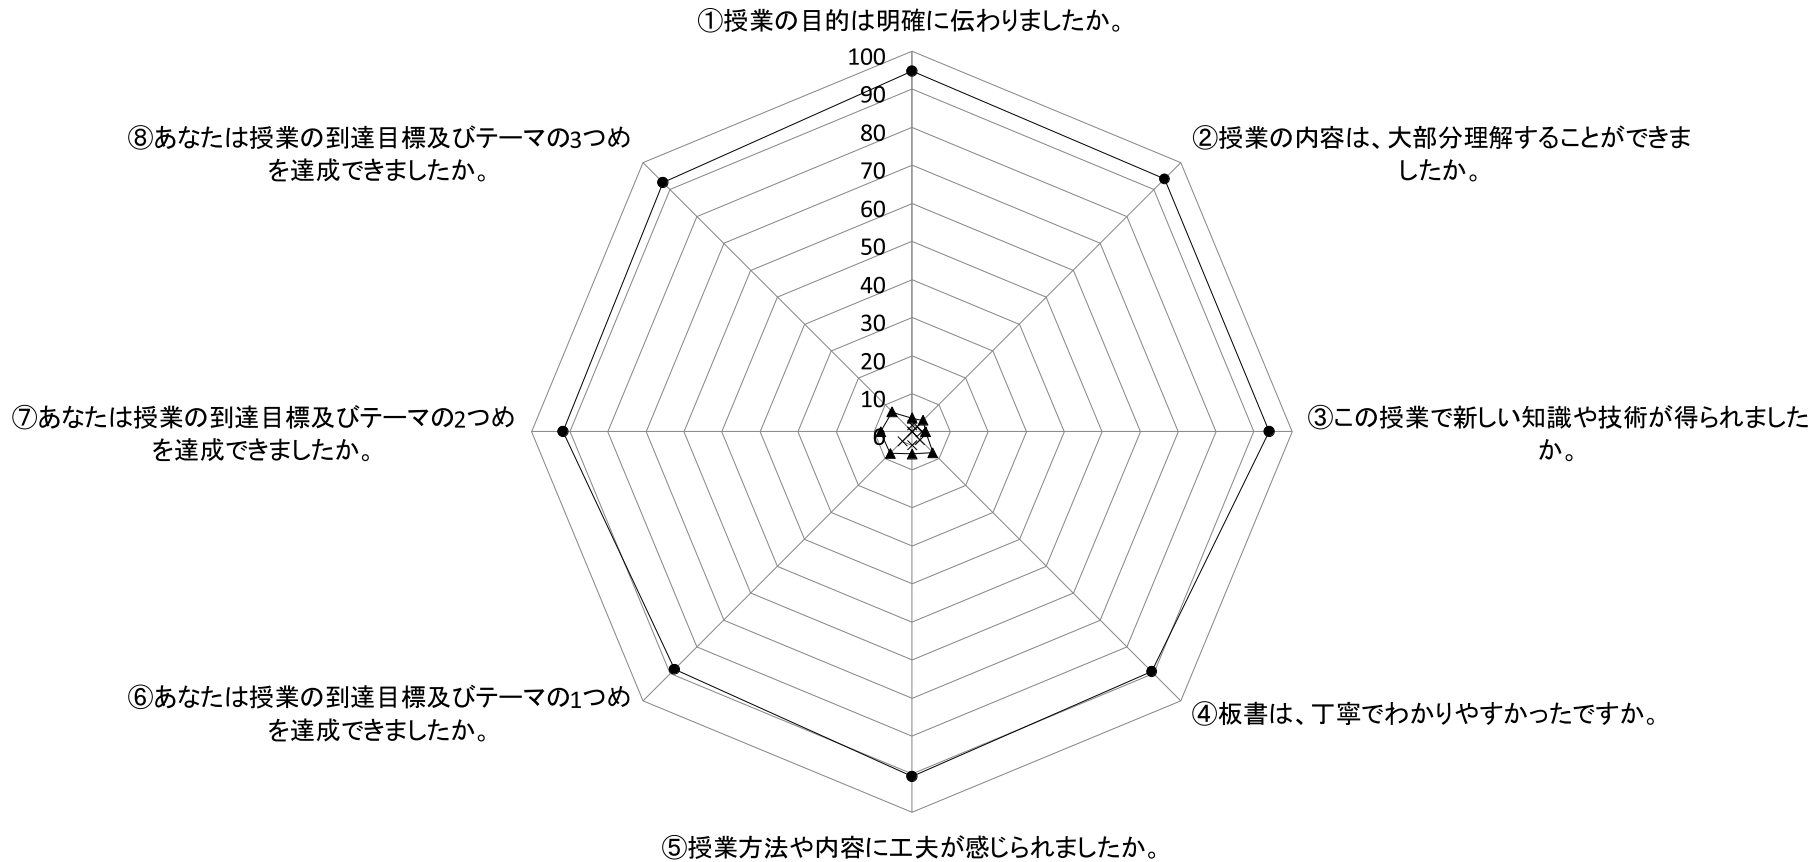 ①授業の目的は明確に伝わりましたか。
100
90
80
70
60
50
40
30
20
10
0
②授業の内容は、大部分理解することができま
したか。
③この授業で新しい知識や技術が得られました
か。
④板書は、丁寧でわかりやすかったですか。
⑤授業方法や内容に工夫が感じられましたか。
⑥あなたは授業の到達目標及びテーマの1つめ
を達成できましたか。
⑦あなたは授業の到達目標及びテーマの2つめ
を達成できましたか。
⑧あなたは授業の到達目標及びテーマの3つめ
を達成できましたか。